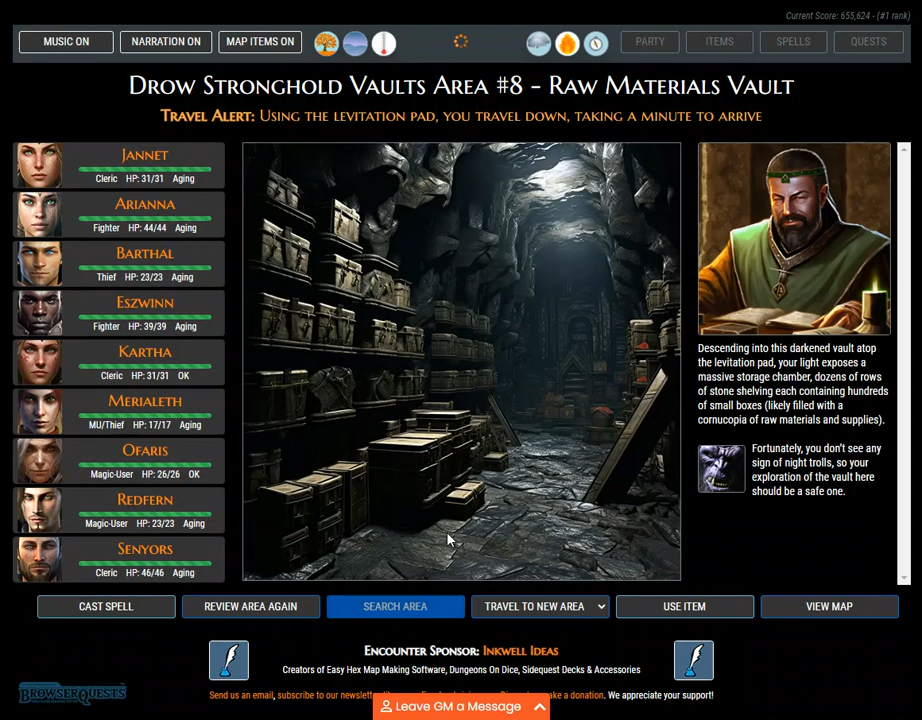 Current Score: 655,624 - (#1 rank)
MUSIC ON
NARRATION ON
MAP ITEMS ON
PARTY
ITEMS
SPELLS
QUESTS
Drow Stronghold Vaults Area #8 - Raw Materials Vault
Travel Alert: Using the levitation pad, you travel down, taking a minute to arrive
Jannet
Cleric HP: 31/31 Aging
Arianna
Fighter HP: 44/44 Aging
Barthal
Thief HP: 23/23 Aging
Eszwinn
Fighter HP: 39/39 Aging
Kartha
Cleric HP: 31/31 OK
Merialeth
MU/Thief HP: 17/17 Aging
Ofaris
Magic-User HP: 26/26 OK
Redfern
Magic-User HP: 23/23 Aging
Senyors
Cleric HP: 46/46 Aging
Descending into this darkened vault atop
the levitation pad, your light exposes a
massive storage chamber, dozens of rows
of stone shelving each containing hundreds
of small boxes (likely filled with a
cornucopia of raw materials and supplies).
Fortunately, you don't see any
sign of night trolls, so your
exploration of the vault here
should be a safe one.
CAST SPELL
REVIEW AREA AGAIN
SEARCH AREA
TRAVEL TO NEW AREA
USE ITEM
VIEW MAP
Encounter Sponsor: Inkwell Ideas
Creators of Easy Hex Map Making Software, Dungeons On Dice, Sidequest Decks & Accessories
Send us an email, subscribe to our newsletter make a donation. We appreciate your support!
BrowserQuests
Leave GM a Message